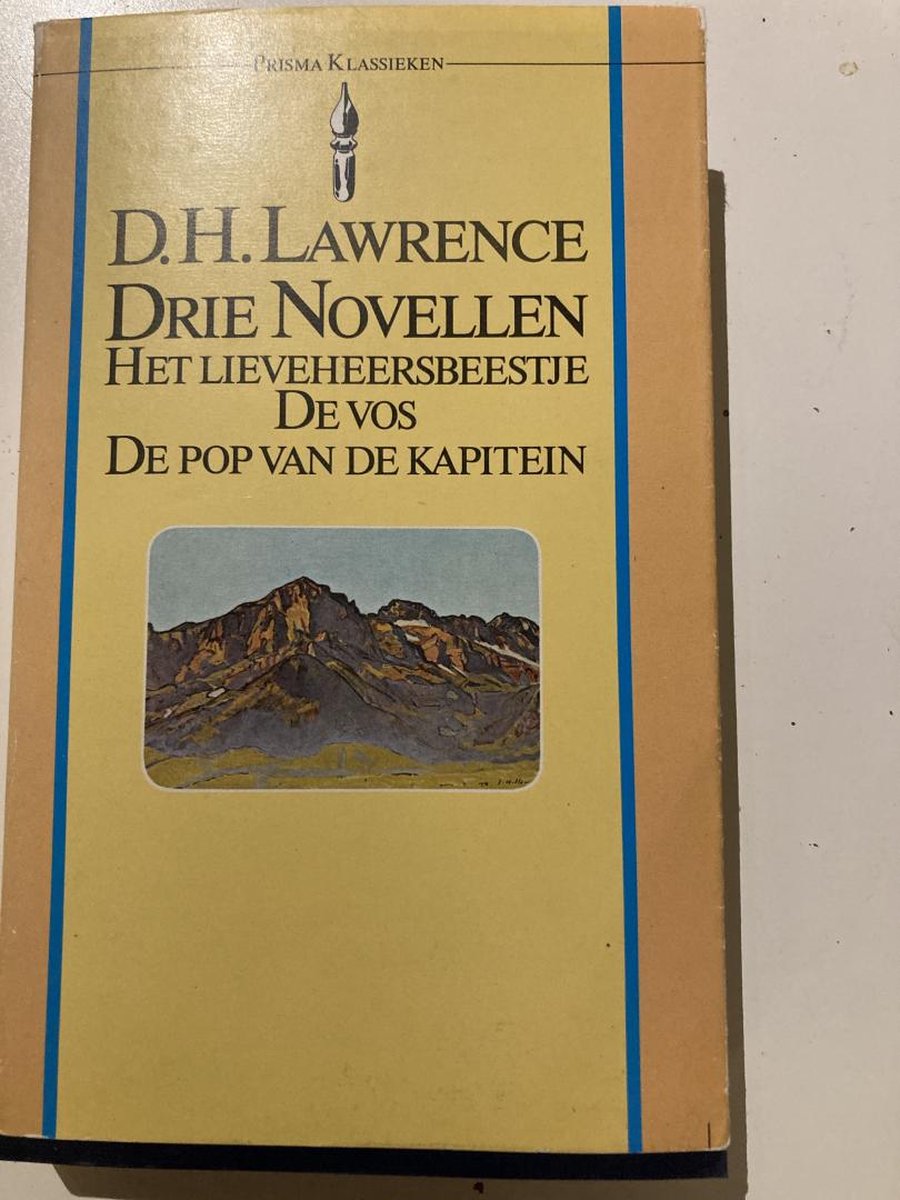 PRISMA KLASSIEKEN
D.H. LAWRENCE
DRIE NOVELLEN
HET LIEVEHEERSBEESTJE
DE VOS
DE POP VAN DE KAPITEIN